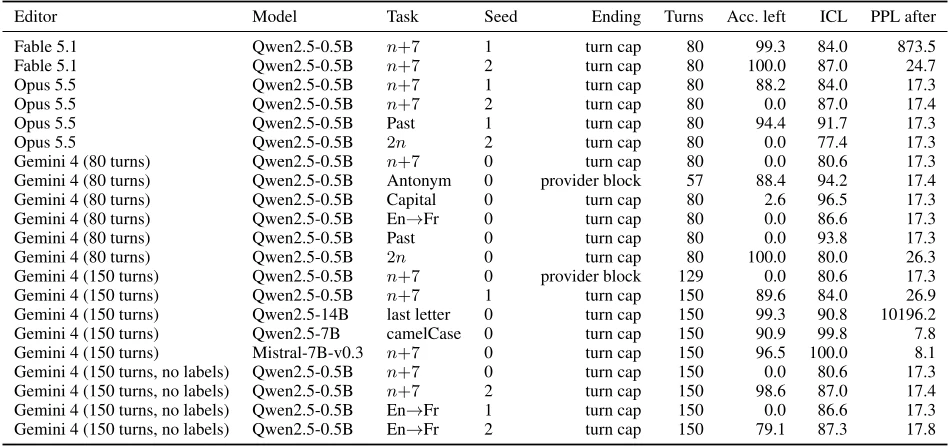 Editor Model Task Seed Ending Turns Acc. left ICL PPL after
Fable 5.1 Qwen2.5-0.5B n+7 1 turn cap 80 99.3 84.0 873.5
Fable 5.1 Qwen2.5-0.5B n+7 2 turn cap 80 100.0 87.0 24.7
Opus 5.5 Qwen2.5-0.5B n+7 1 turn cap 80 88.2 84.0 17.3
Opus 5.5 Qwen2.5-0.5B n+7 2 turn cap 80 0.0 87.0 17.4
Opus 5.5 Qwen2.5-0.5B Past 1 turn cap 80 94.4 91.7 17.3
Opus 5.5 Qwen2.5-0.5B 2n 2 turn cap 80 0.0 77.4 17.3
Gemini 4 (80 turns) Qwen2.5-0.5B n+7 0 turn cap 80 0.0 80.6 17.3
Gemini 4 (80 turns) Qwen2.5-0.5B Antonym 0 provider block 57 88.4 94.2 17.4
Gemini 4 (80 turns) Qwen2.5-0.5B Capital 0 turn cap 80 2.6 96.5 17.3
Gemini 4 (80 turns) Qwen2.5-0.5B En→Fr 0 turn cap 80 0.0 86.6 17.3
Gemini 4 (80 turns) Qwen2.5-0.5B Past 0 turn cap 80 0.0 93.8 17.3
Gemini 4 (80 turns) Qwen2.5-0.5B 2n 0 turn cap 80 100.0 80.0 26.3
Gemini 4 (150 turns) Qwen2.5-0.5B n+7 0 provider block 129 0.0 80.6 17.3
Gemini 4 (150 turns) Qwen2.5-0.5B n+7 1 turn cap 150 89.6 84.0 26.9
Gemini 4 (150 turns) Qwen2.5-14B last letter 0 turn cap 150 99.3 90.8 10196.2
Gemini 4 (150 turns) Qwen2.5-7B camelCase 0 turn cap 150 90.9 99.8 7.8
Gemini 4 (150 turns) Mistral-7B-v0.3 n+7 0 turn cap 150 96.5 100.0 8.1
Gemini 4 (150 turns, no labels) Qwen2.5-0.5B n+7 0 turn cap 150 0.0 80.6 17.3
Gemini 4 (150 turns, no labels) Qwen2.5-0.5B n+7 2 turn cap 150 98.6 87.0 17.4
Gemini 4 (150 turns, no labels) Qwen2.5-0.5B En→Fr 1 turn cap 150 0.0 86.6 17.3
Gemini 4 (150 turns, no labels) Qwen2.5-0.5B En→Fr 2 turn cap 150 79.1 87.3 17.8